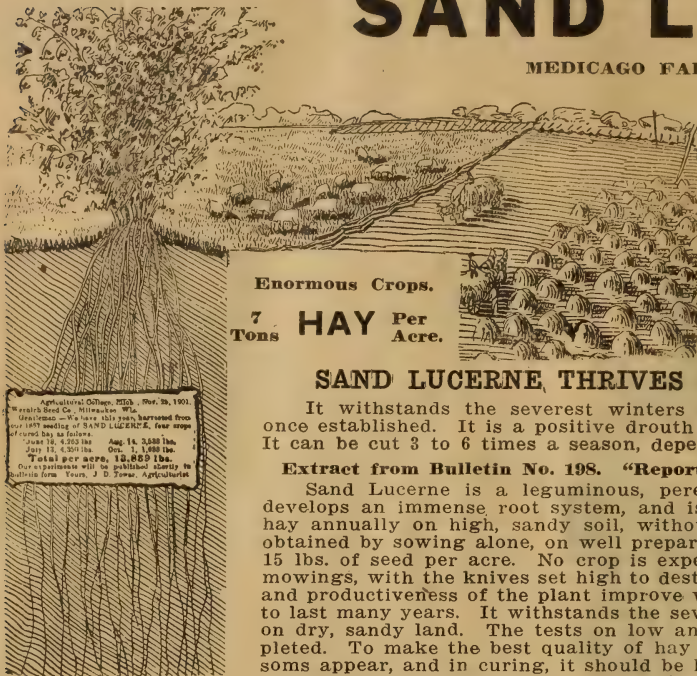 SAND L
MEDICAGO FA
Enormous Crops.
7 Tons HAY Per Acre.
Agricultural College, Mich., Nov. 25, 1901.
Wernich Seed Co., Milwaukee Wis.
Gentlemen—We have this year, harvested from
our 1897 seeding of SAND LUCERNE, four crops
of cured hay as follows.
June 19, 4,263 lbs. Aug. 14, 3,588 lbs.
July 13, 4,350 lbs. Oct. 1, 1,688 lbs.
Total per acre, 13,889 lbs.
Our experiments will be published shortly in
Bulletin form Yours, J. D. Towar, Agriculturist
SAND LUCERNE THRIVES
It withstands the severest winters
once established. It is a positive drouth
It can be cut 3 to 6 times a season, depe
Extract from Bulletin No. 198. "Repor
Sand Lucerne is a leguminous, pere
develops an immense root system, and is
hay annually on high, sandy soil, witho
obtained by sowing alone, on well prepar
15 lbs. of seed per acre. No crop is expe
mowings, with the knives set high to dest
and productiveness of the plant improve
to last many years. It withstands the sev
on dry, sandy land. The tests on low an
pleted. To make the best quality of hay
soms appear, and in curing, it should be